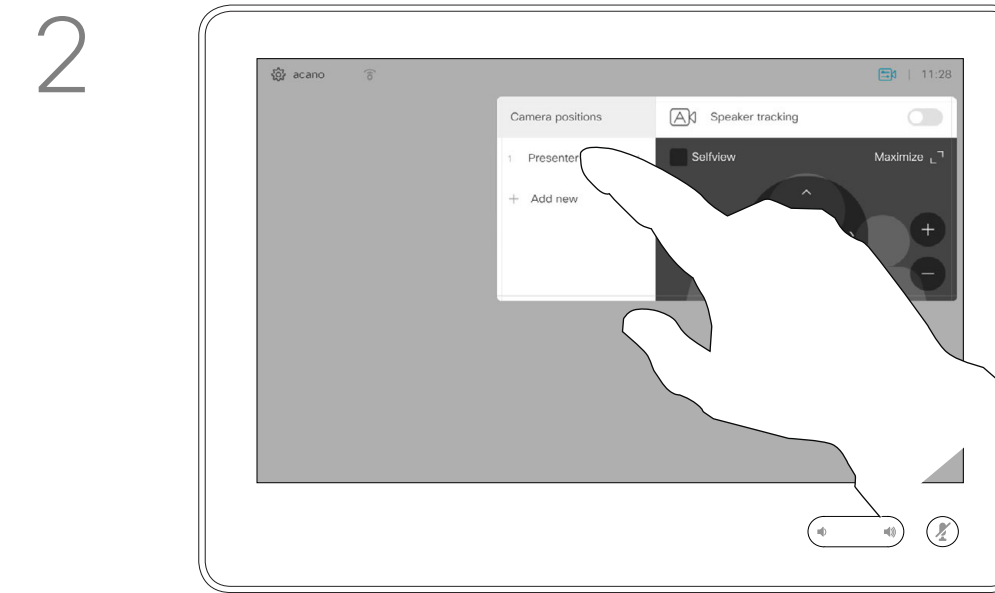 2
acano
11:28
Camera positions
Speaker tracking
1 Presenter
Selfview
Maximize
+ Add new